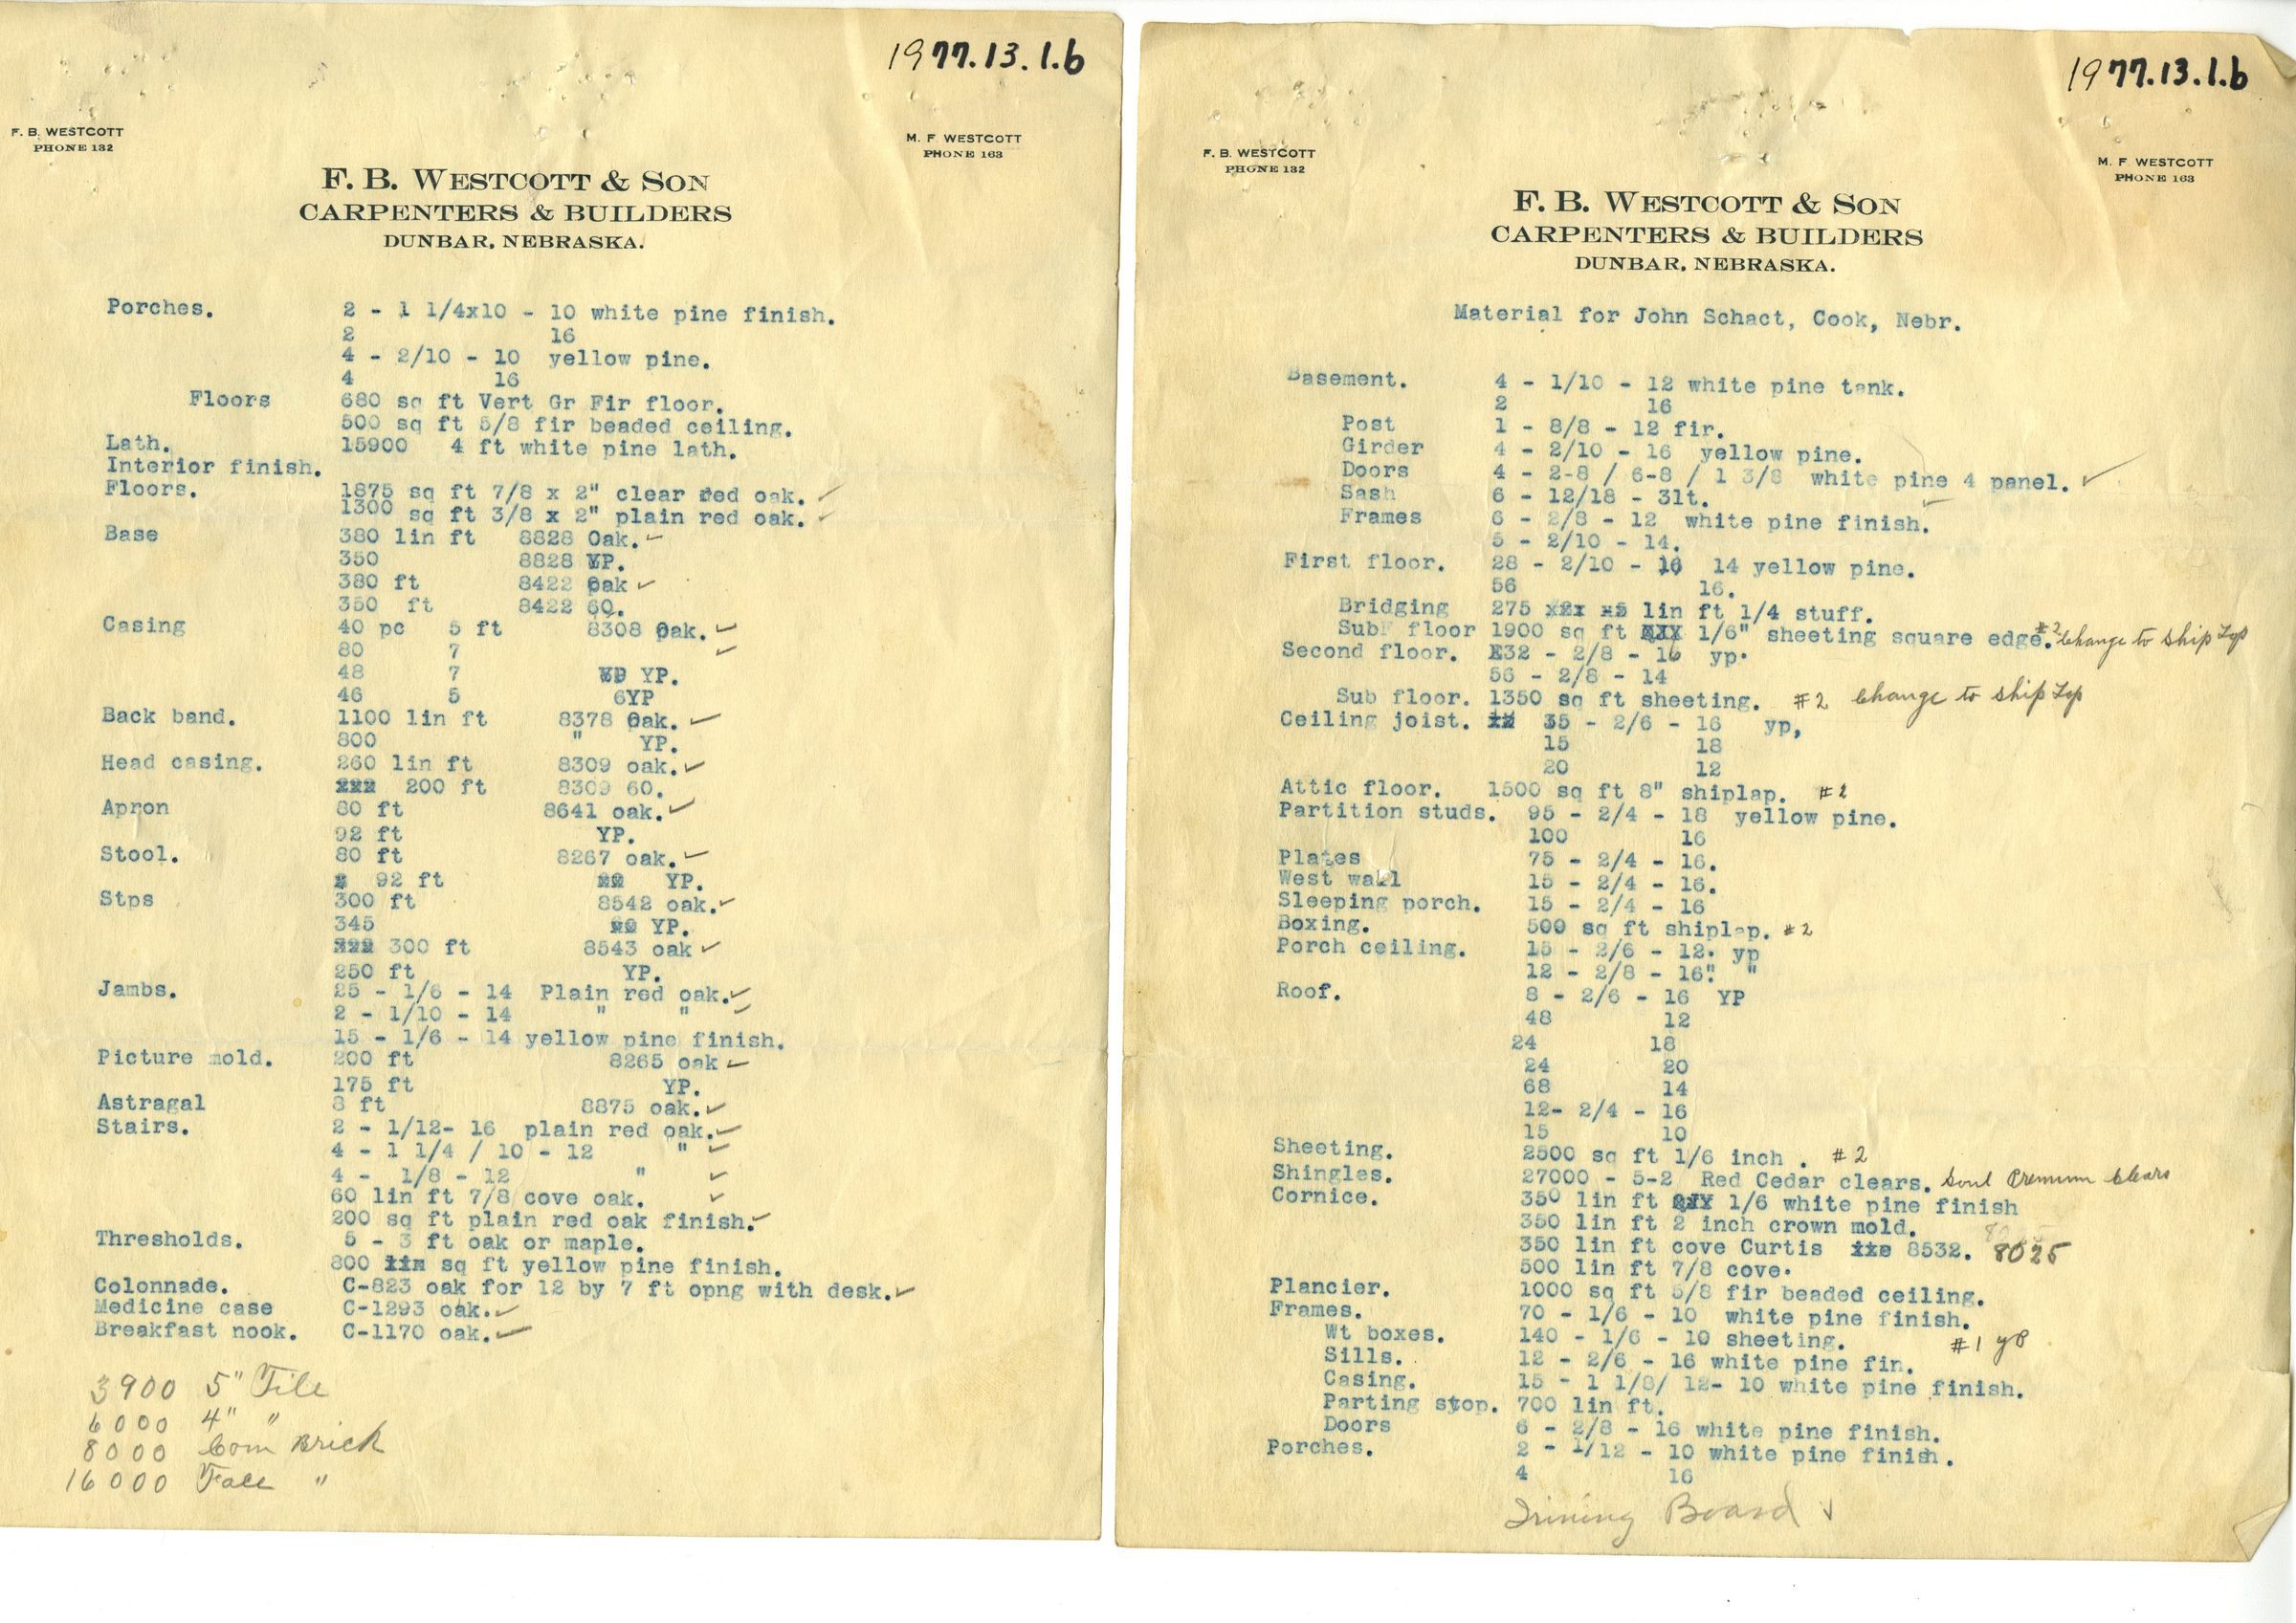 1977.13.1.b
F. B. WESTCOTT
PHONE 132
M. F WESTCOTT
PHONE 163
F. B. WESTCOTT & SON
CARPENTERS & BUILDERS
DUNBAR, NEBRASKA.
Porches. 2 - 1 1/4x10 - 10 white pine finish.
2 16
4 - 2/10 - 10 yellow pine.
4 16
Floors 680 sq ft Vert Gr Fir floor.
500 sq ft 5/8 fir beaded ceiling.
Lath. 15900 4 ft white pine lath.
Interior finish.
Floors. 1875 sq ft 7/8 x 2" clear red oak. ✓
1300 sq ft 3/8 x 2" plain red oak. ✓
Base 380 lin ft 8828 Oak. ✓
350 8828 YP.
380 ft 8422 Oak ✓
350 ft 8422 60.
Casing 40 pc 5 ft 8308 Oak. ✓
80 7 ✓
48 7 YP.
46 5 6YP
Back band. 1100 lin ft 8378 Oak. ✓
800 " YP.
Head casing. 260 lin ft 8309 oak. ✓
200 ft 8309 60.
Apron 80 ft 8641 oak. ✓
92 ft YP.
Stool. 80 ft 8267 oak. ✓
92 ft YP.
Stps 300 ft 8542 oak. ✓
345 YP.
300 ft 8543 oak ✓
250 ft YP.
Jambs. 25 - 1/6 - 14 Plain red oak. ✓
2 - 1/10 - 14 " " ✓
15 - 1/6 - 14 yellow pine finish.
Picture mold. 200 ft 8265 oak ✓
175 ft YP.
Astragal 8 ft 8875 oak. ✓
Stairs. 2 - 1/12- 16 plain red oak. ✓
4 - 1 1/4 / 10 - 12 " ✓
4 - 1/8 - 12 " ✓
60 lin ft 7/8 cove oak. ✓
200 sq ft plain red oak finish. ✓
Thresholds. 5 - 3 ft oak or maple.
800 sq ft yellow pine finish.
Colonnade. C-823 oak for 12 by 7 ft opng with desk. ✓
Medicine case C-1293 oak. ✓
Breakfast nook. C-1170 oak. ✓
3900 5" Tile
6000 4" "
8000 Com Brick
16000 Face "
1977.13.1.b
F. B. WESTCOTT
PHONE 132
M. F WESTCOTT
PHONE 163
F. B. WESTCOTT & SON
CARPENTERS & BUILDERS
DUNBAR, NEBRASKA.
Material for John Schact, Cook, Nebr.
Basement. 4 - 1/10 - 12 white pine tank.
2 16
Post 1 - 8/8 - 12 fir.
Girder 4 - 2/10 - 16 yellow pine.
Doors 4 - 2-8 / 6-8 / 1 3/8 white pine 4 panel. ✓
Sash 6 - 12/18 - 3lt. ✓
Frames 6 - 2/8 - 12 white pine finish.
5 - 2/10 - 14.
First floor. 28 - 2/10 - 16 14 yellow pine.
56 16.
Bridging 275 lin ft 1/4 stuff.
Sub floor 1900 sq ft 1/6" sheeting square edge. #2 Change to Ship Lap
Second floor. 32 - 2/8 - 16 yp.
56 - 2/8 - 14
Sub floor. 1350 sq ft sheeting. #2 Change to Ship Lap
Ceiling joist. 35 - 2/6 - 16 yp,
15 18
20 12
Attic floor. 1500 sq ft 8" shiplap. #2
Partition studs. 95 - 2/4 - 18 yellow pine.
100 16
Plates 75 - 2/4 - 16.
West wall 15 - 2/4 - 16.
Sleeping porch. 15 - 2/4 - 16
Boxing. 500 sq ft shiplap. #2
Porch ceiling. 15 - 2/6 - 12. yp
12 - 2/8 - 16". "
Roof. 8 - 2/6 - 16 YP
48 12
24 18
24 20
68 14
12- 2/4 - 16
15 10
Sheeting. 2500 sq ft 1/6 inch . #2
Shingles. 27000 - 5-2 Red Cedar clears. Premium Clears
Cornice. 350 lin ft 1/6 white pine finish
350 lin ft 2 inch crown mold.
350 lin ft cove Curtis 8532. 8025
500 lin ft 7/8 cove.
Plancier. 1000 sq ft 5/8 fir beaded ceiling.
Frames. 70 - 1/6 - 10 white pine finish.
Wt boxes. 140 - 1/6 - 10 sheeting. #1 yp
Sills. 12 - 2/6 - 16 white pine fin.
Casing. 15 - 1 1/8/ 12- 10 white pine finish.
Parting stop. 700 lin ft.
Doors 6 - 2/8 - 16 white pine finish.
Porches. 2 - 1/12 - 10 white pine finish.
4 16
Board ✓